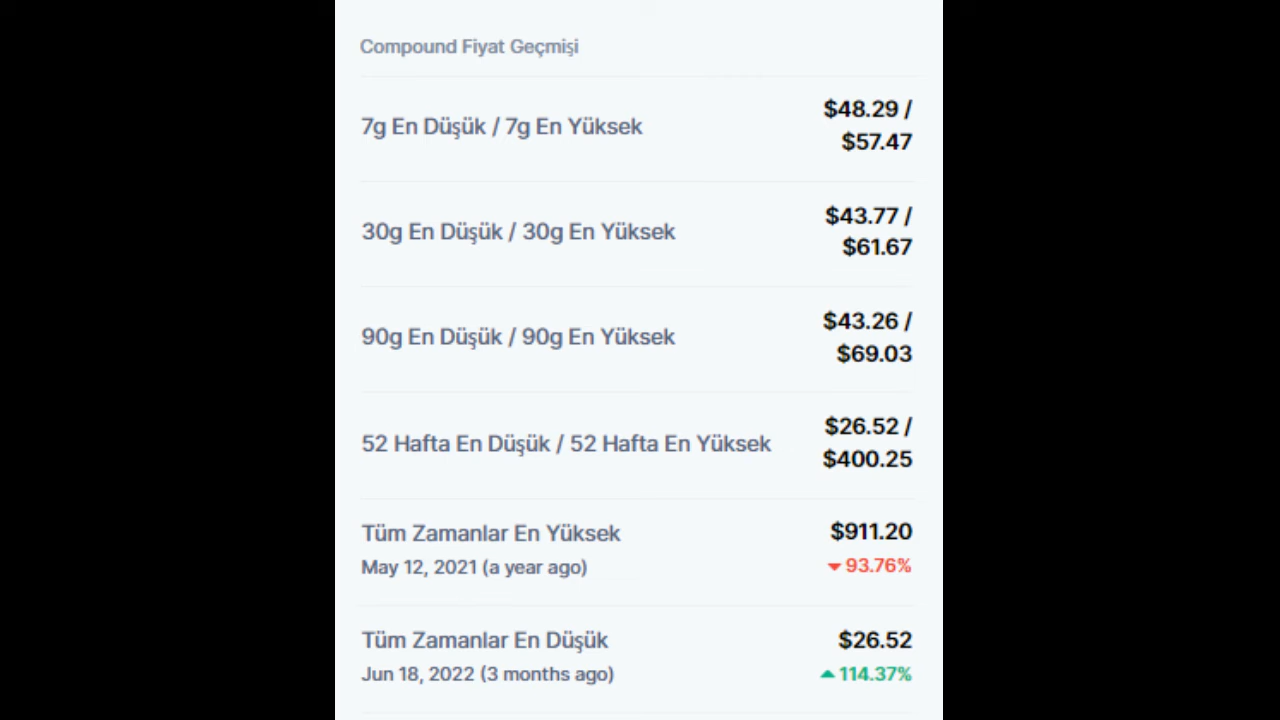 Compound Fiyat Geçmişi
7g En Düşük / 7g En Yüksek
$48.29 /
$57.47
30g En Düşük / 30g En Yüksek
$43.77 /
$61.67
90g En Düşük / 90g En Yüksek
$43.26 /
$69.03
52 Hafta En Düşük / 52 Hafta En Yüksek
$26.52 /
$400.25
Tüm Zamanlar En Yüksek
$911.20
May 12, 2021 (a year ago)
93.76%
Tüm Zamanlar En Düşük
$26.52
Jun 18, 2022 (3 months ago)
114.37%